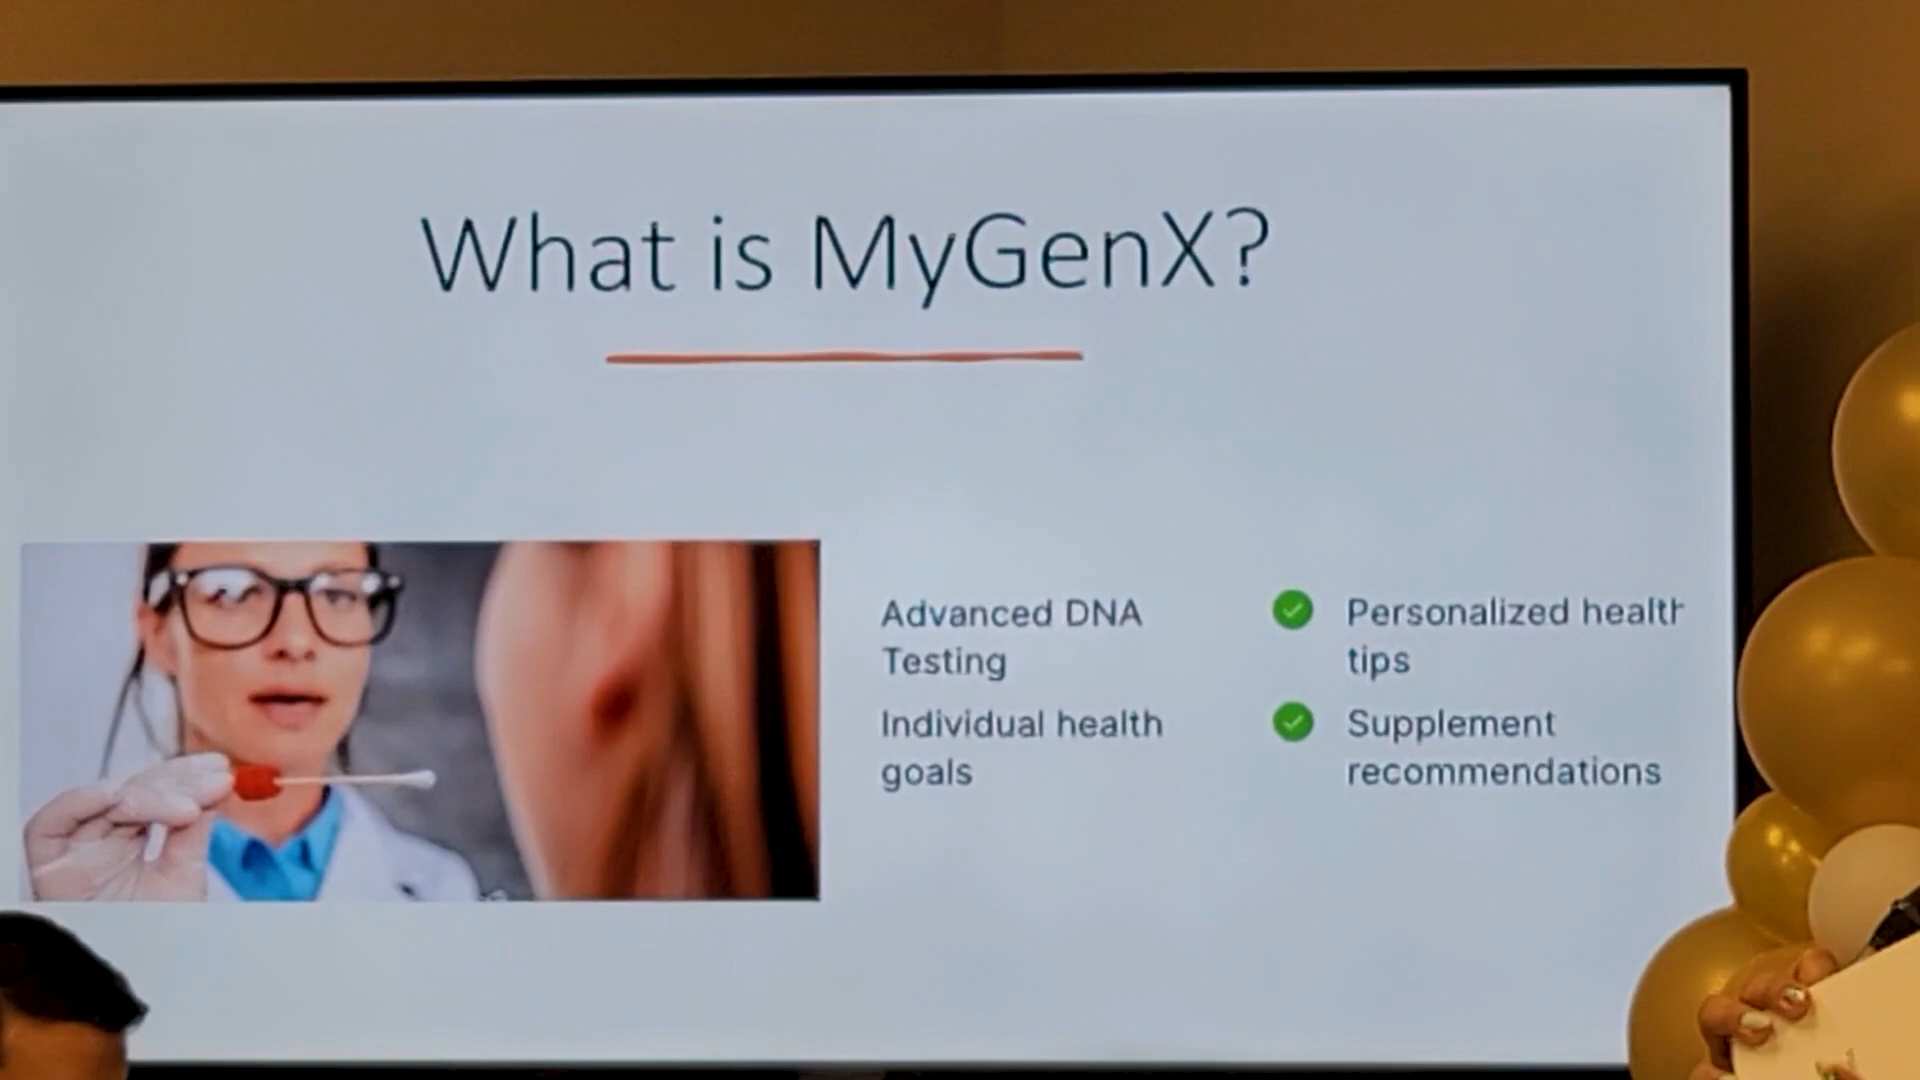 What is MyGenX?
Advanced DNA
Testing
Individual health
goals
Personalized health
tips
Supplement
recommendations